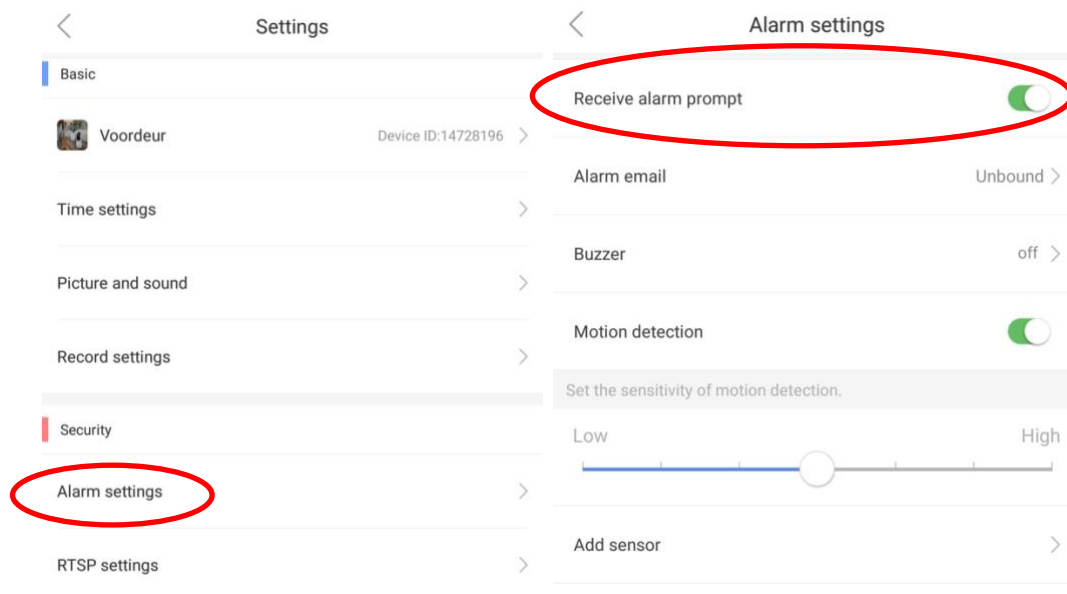 Settings
Basic
Voordeur Device ID:14728196
Time settings
Picture and sound
Record settings
Security
Alarm settings
RTSP settings
Alarm settings
Receive alarm prompt
Alarm email Unbound
Buzzer off
Motion detection
Set the sensitivity of motion detection.
Low High
Add sensor